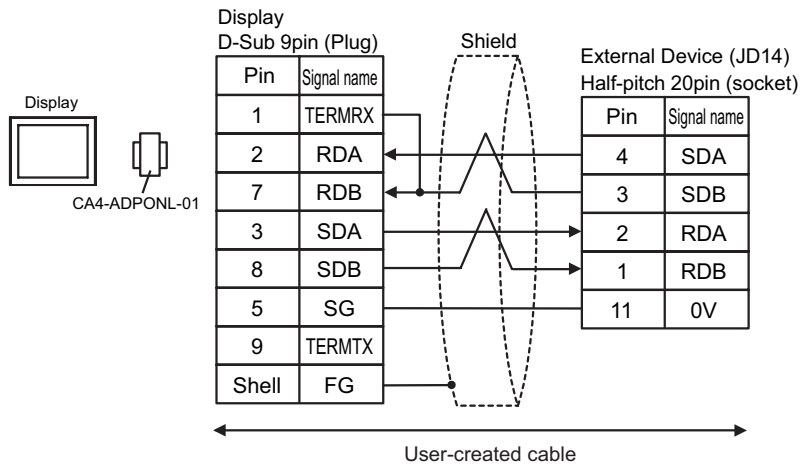 Display
D-Sub 9pin (Plug)
Shield
External Device (JD14)
Half-pitch 20pin (socket)
Display
CA4-ADPONL-01
Pin Signal name
1 TERMRX
2 RDA
7 RDB
3 SDA
8 SDB
5 SG
9 TERMTX
Shell FG
Pin Signal name
4 SDA
3 SDB
2 RDA
1 RDB
11 0V
User-created cable